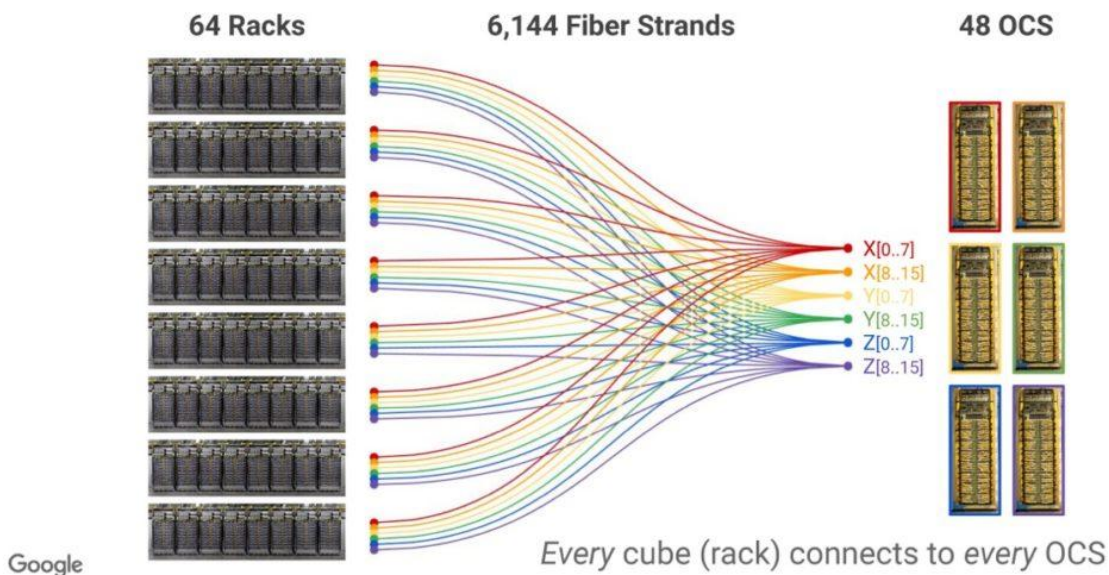 64 Racks
6,144 Fiber Strands
48 OCS
X[0..7]
X[8..15]
Y[0..7]
Y[8..15]
Z[0..7]
Z[8..15]
Google
Every cube (rack) connects to every OCS